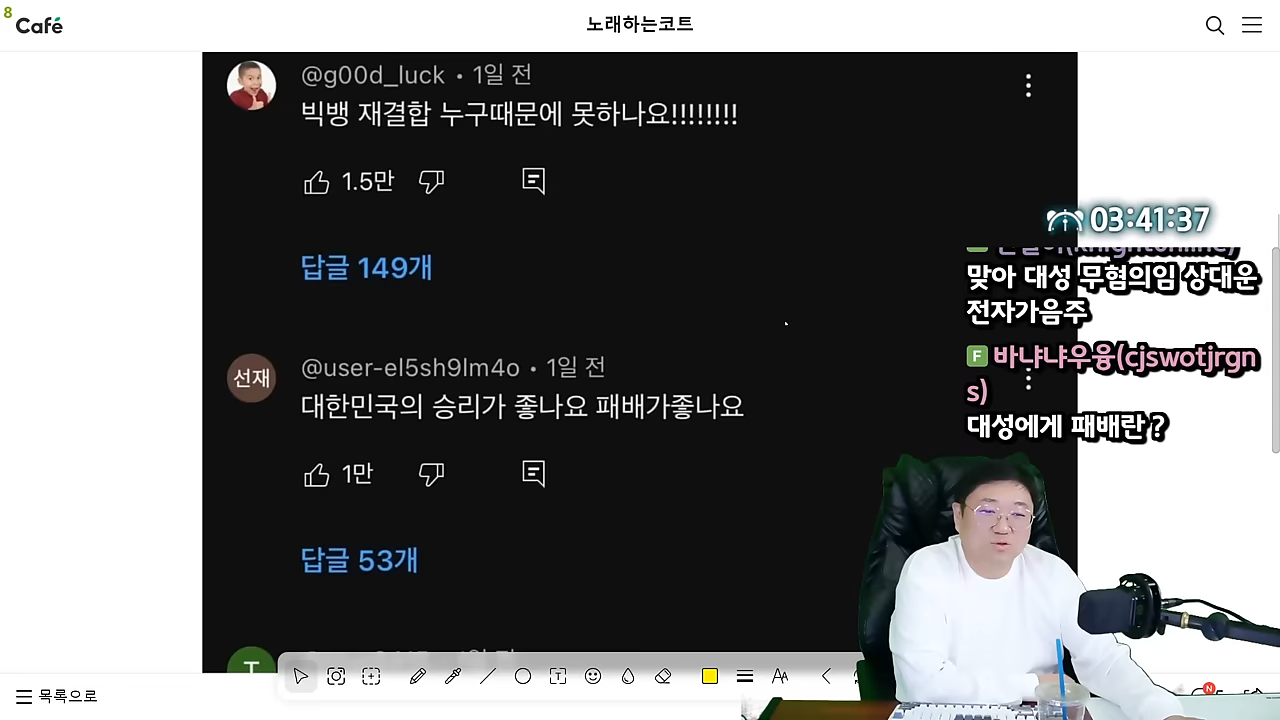 8
Café
노래하는코트
@g00d_luck • 1일 전
빅뱅 재결합 누구때문에 못하나요!!!!!!!!
1.5만
답글 149개
선재
@user-el5sh9lm4o • 1일 전
대한민국의 승리가 좋나요 패배가좋나요
1만
답글 53개
T
03:41:37
맞아 대성 무혐의임 상대운
전자가음주
F 바냐냐우융(cjswotjrgn
s)
대성에게 패배란?
목록으로
N